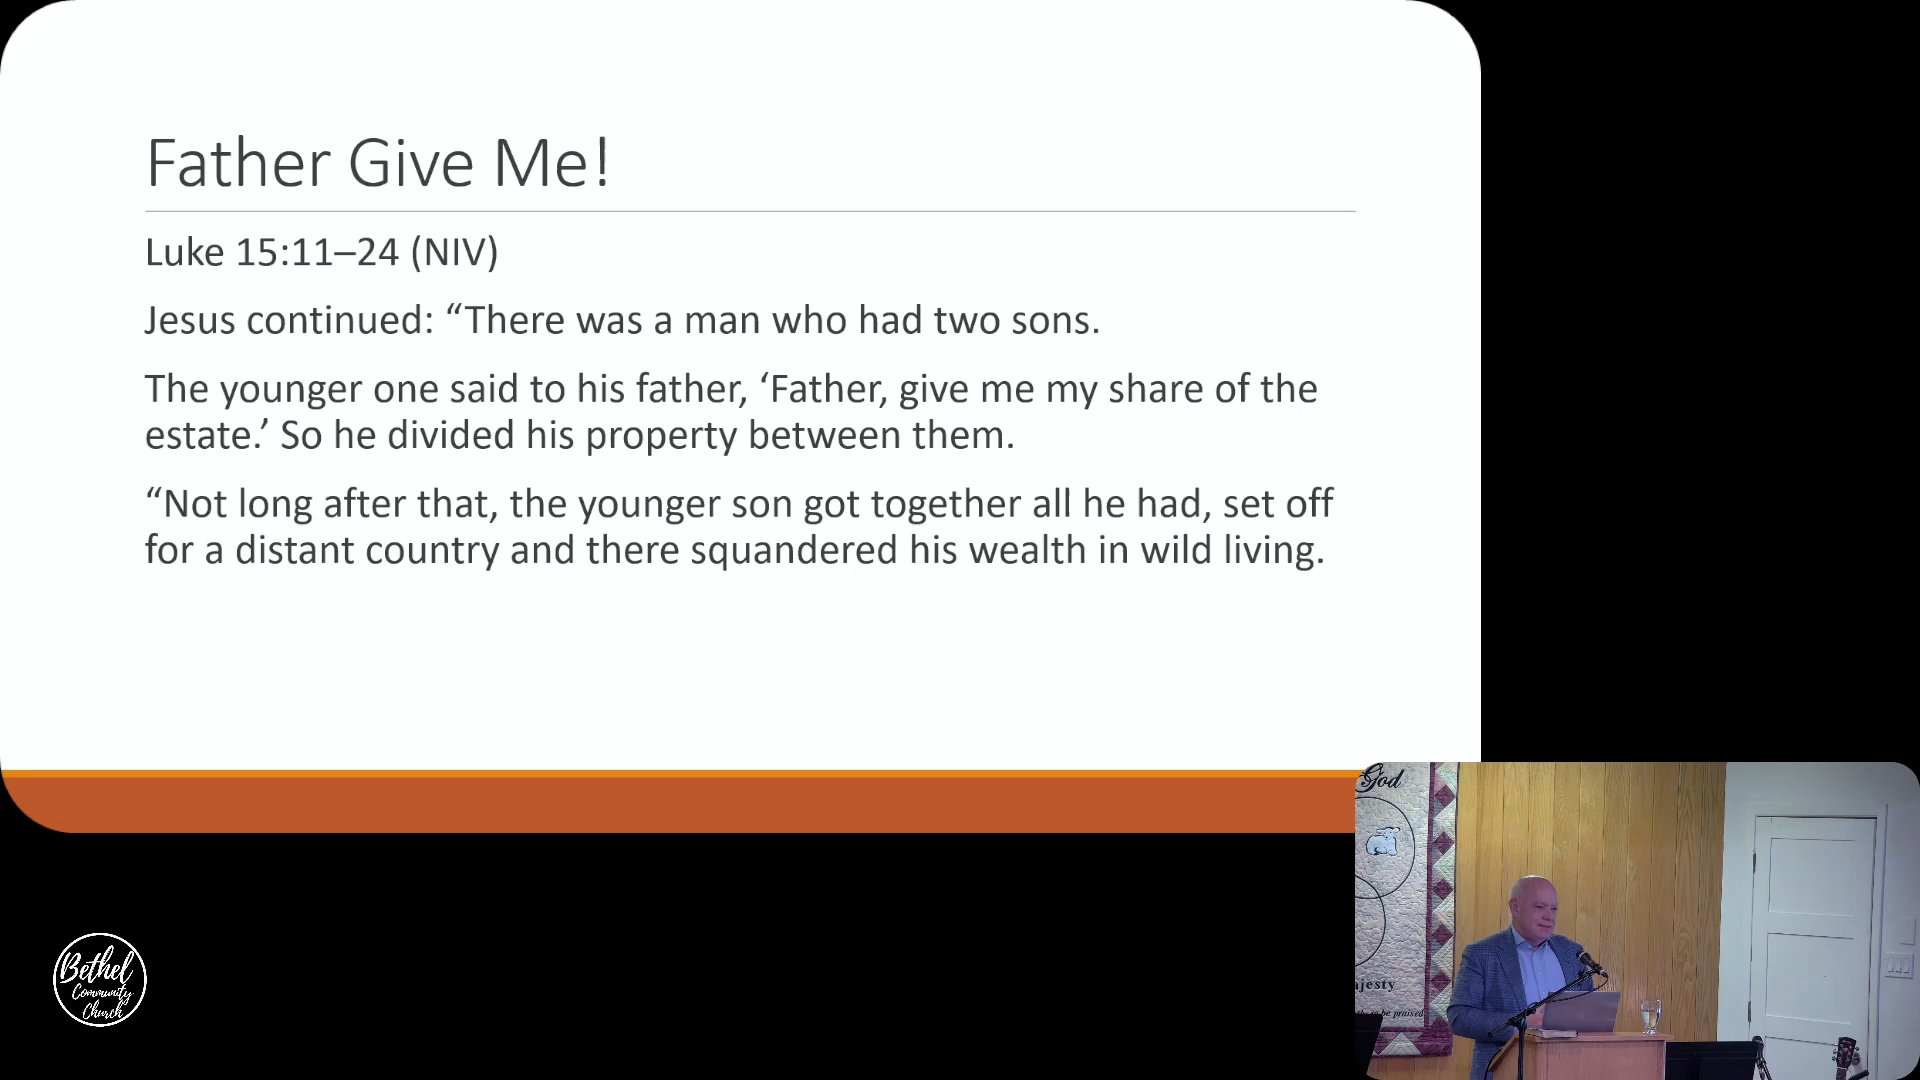 Father Give Me!
Luke 15:11–24 (NIV)
Jesus continued: “There was a man who had two sons.
The younger one said to his father, ‘Father, give me my share of the
estate.’ So he divided his property between them.
“Not long after that, the younger son got together all he had, set off
for a distant country and there squandered his wealth in wild living.
God
ajesty
to be praised
Bethel
Community
Church